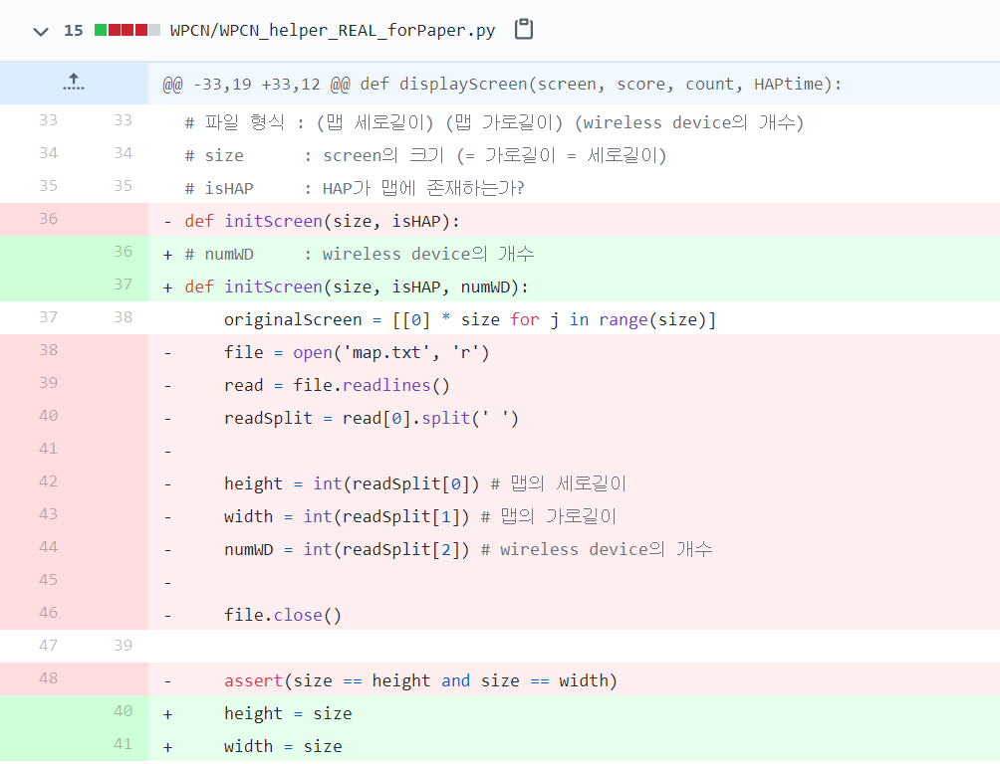 15 WPCN/WPCN_helper_REAL_forPaper.py
@@ -33,19 +33,12 @@ def displayScreen(screen, score, count, HAPtime):
33 33 # 파일 형식 : (맵 세로길이) (맵 가로길이) (wireless device의 개수)
34 34 # size : screen의 크기 (= 가로길이 = 세로길이)
35 35 # isHAP : HAP가 맵에 존재하는가?
36 - def initScreen(size, isHAP):
36 + # numWD : wireless device의 개수
37 + def initScreen(size, isHAP, numWD):
37 38 originalScreen = [[0] * size for j in range(size)]
38 - file = open('map.txt', 'r')
39 - read = file.readlines()
40 - readSplit = read[0].split(' ')
41 -
42 - height = int(readSplit[0]) # 맵의 세로길이
43 - width = int(readSplit[1]) # 맵의 가로길이
44 - numWD = int(readSplit[2]) # wireless device의 개수
45 -
46 - file.close()
47 39
48 - assert(size == height and size == width)
40 + height = size
41 + width = size